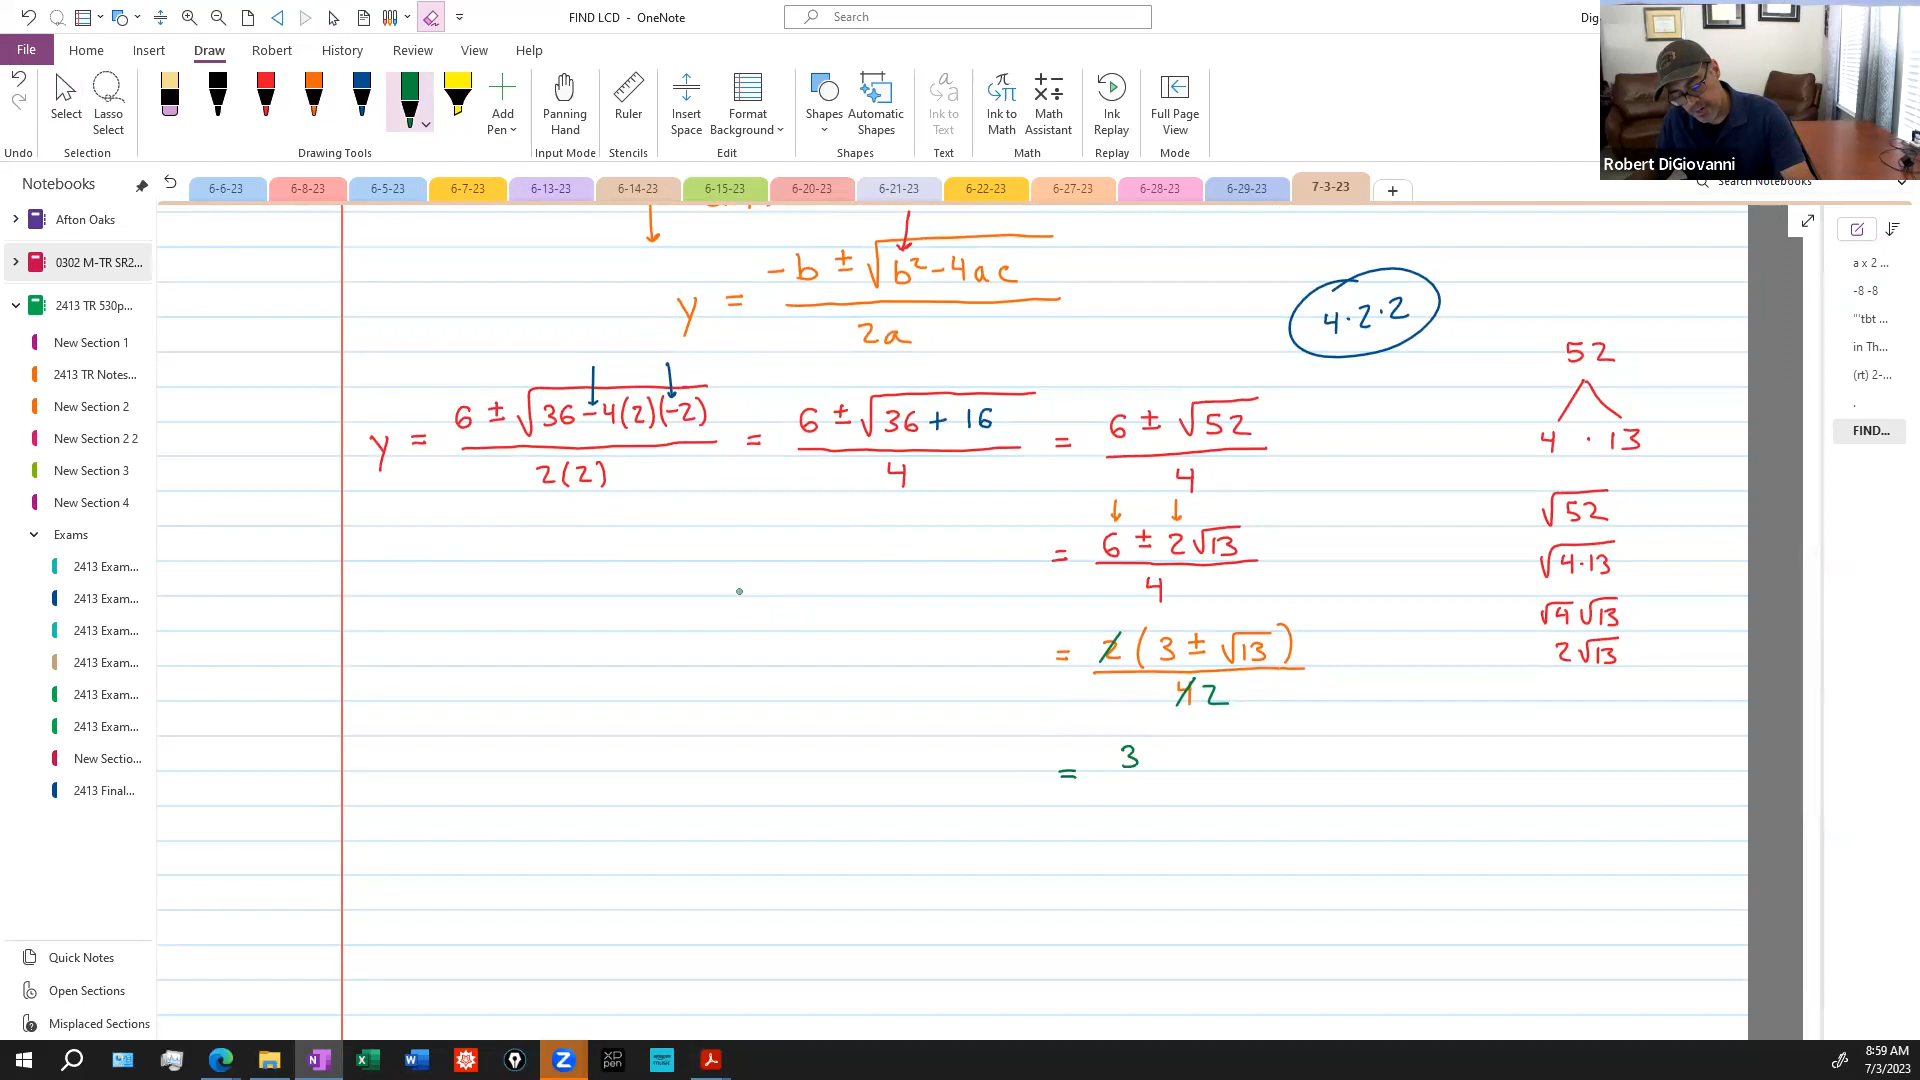 FIND LCD - OneNote
Search
Dig
File Home Insert Draw Robert History Review View Help
Select
Lasso Select
Add Pen
Panning Hand
Ruler
Insert Space
Format Background
Shapes
Automatic Shapes
Ink to Text
Ink to Math
Math Assistant
Ink Replay
Full Page View
Undo Selection Drawing Tools Input Mode Stencils Edit Shapes Text Math Replay Mode
Robert DiGiovanni
Notebooks
6-6-23 6-8-23 6-5-23 6-7-23 6-13-23 6-14-23 6-15-23 6-20-23 6-21-23 6-22-23 6-27-23 6-28-23 6-29-23 7-3-23 +
Search Notebooks
Afton Oaks
0302 M-TR SR2...
2413 TR 530p...
New Section 1
2413 TR Notes...
New Section 2
New Section 2 2
New Section 3
New Section 4
Exams
2413 Exam...
2413 Exam...
2413 Exam...
2413 Exam...
2413 Exam...
2413 Exam...
New Sectio...
2413 Final...
Quick Notes
Open Sections
Misplaced Sections
y = (-b ± √(b² - 4ac)) / 2a
4·2·2
y = (6 ± √(36 - 4(2)(-2))) / 2(2) = (6 ± √(36 + 16)) / 4 = (6 ± √52) / 4
= (6 ± 2√13) / 4
= 2(3 ± √13) / 4 2
= 3
52
4 · 13
√52
√4·13
√4 √13
2√13
a x 2 ...
-8 -8
"'tbt ...
in Th...
(rt) 2-...
.
FIND...
8:59 AM
7/3/2023